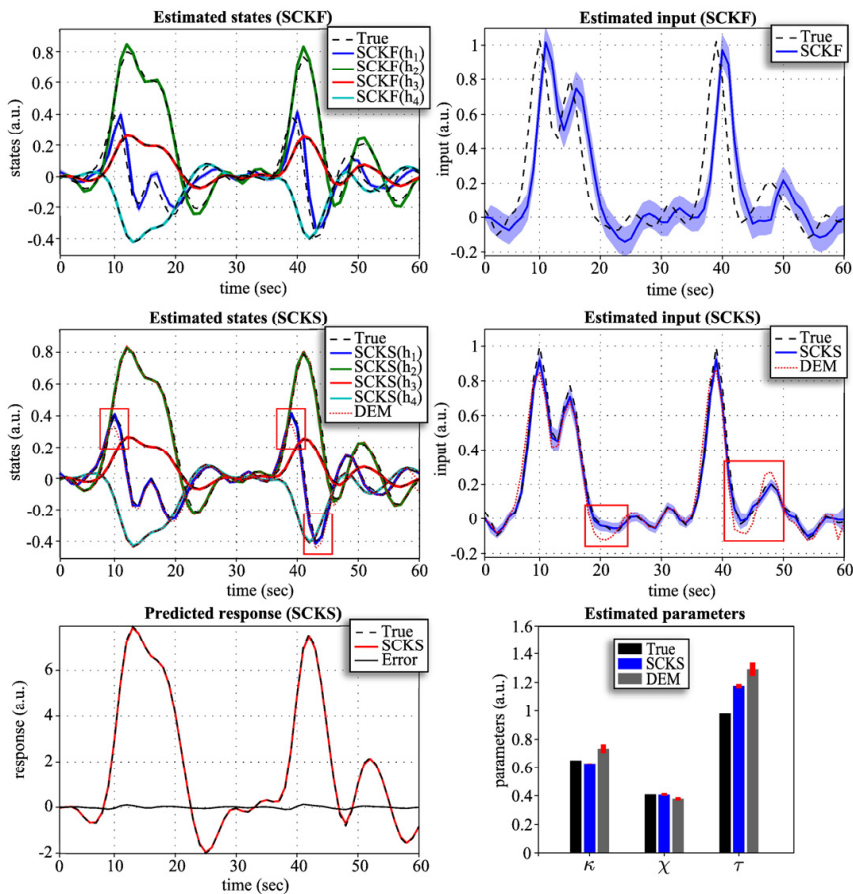 Estimated states (SCKF)
True
SCKF(h1)
SCKF(h2)
SCKF(h3)
SCKF(h4)
states (a.u.)
0.8
0.6
0.4
0.2
0
-0.2
-0.4
0 10 20 30 40 50 60
time (sec)
Estimated input (SCKF)
True
SCKF
input (a.u.)
1
0.8
0.6
0.4
0.2
0
-0.2
0 10 20 30 40 50 60
time (sec)
Estimated states (SCKS)
True
SCKS(h1)
SCKS(h2)
SCKS(h3)
SCKS(h4)
DEM
states (a.u.)
0.8
0.6
0.4
0.2
0
-0.2
-0.4
0 10 20 30 40 50 60
time (sec)
Estimated input (SCKS)
True
SCKS
DEM
input (a.u.)
1
0.8
0.6
0.4
0.2
0
-0.2
0 10 20 30 40 50 60
time (sec)
Predicted response (SCKS)
True
SCKS
Error
response (a.u.)
6
4
2
0
-2
0 10 20 30 40 50 60
time (sec)
Estimated parameters
True
SCKS
DEM
parameters (a.u.)
1.6
1.4
1.2
1
0.8
0.6
0.4
0.2
0
κ χ τ